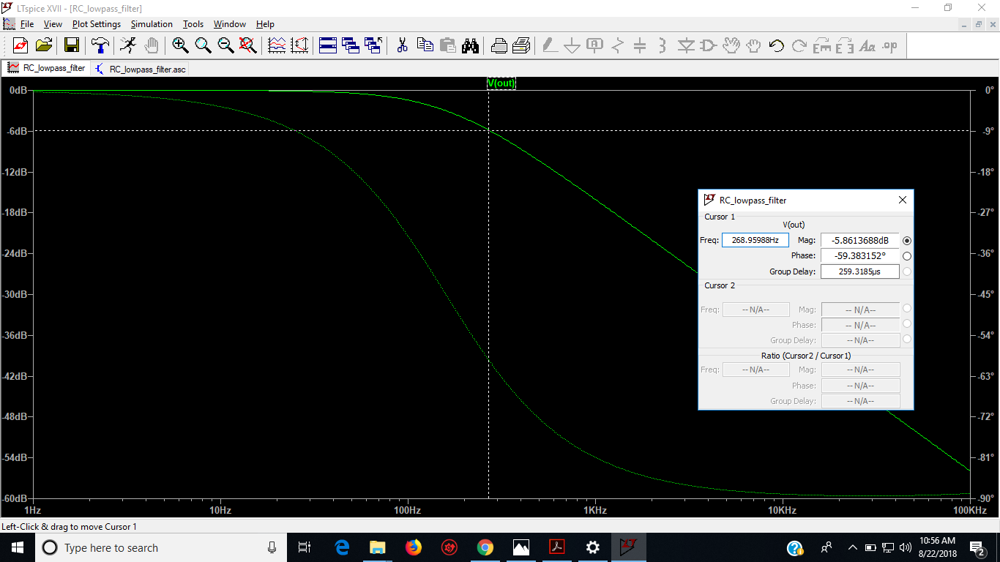 LTspice XVII - [RC_lowpass_filter]
File View Plot Settings Simulation Tools Window Help
.op
RC_lowpass_filter RC_lowpass_filter.asc
V(out)
0dB 0°
-6dB -9°
-12dB -18°
-18dB -27°
-24dB -36°
-30dB -45°
-36dB -54°
-42dB -63°
-48dB -72°
-54dB -81°
-60dB -90°
1Hz 10Hz 100Hz 1KHz 10KHz 100KHz
RC_lowpass_filter
Cursor 1
V(out)
Freq: 268.95988Hz Mag: -5.8613688dB
Phase: -59.383152°
Group Delay: 259.3185µs
Cursor 2
Freq: -- N/A-- Mag: -- N/A--
Phase: -- N/A--
Group Delay: -- N/A--
Ratio (Cursor2 / Cursor1)
Freq: -- N/A-- Mag: -- N/A--
Phase: -- N/A--
Group Delay: -- N/A--
Left-Click & drag to move Cursor 1
Type here to search
10:56 AM
8/22/2018
2